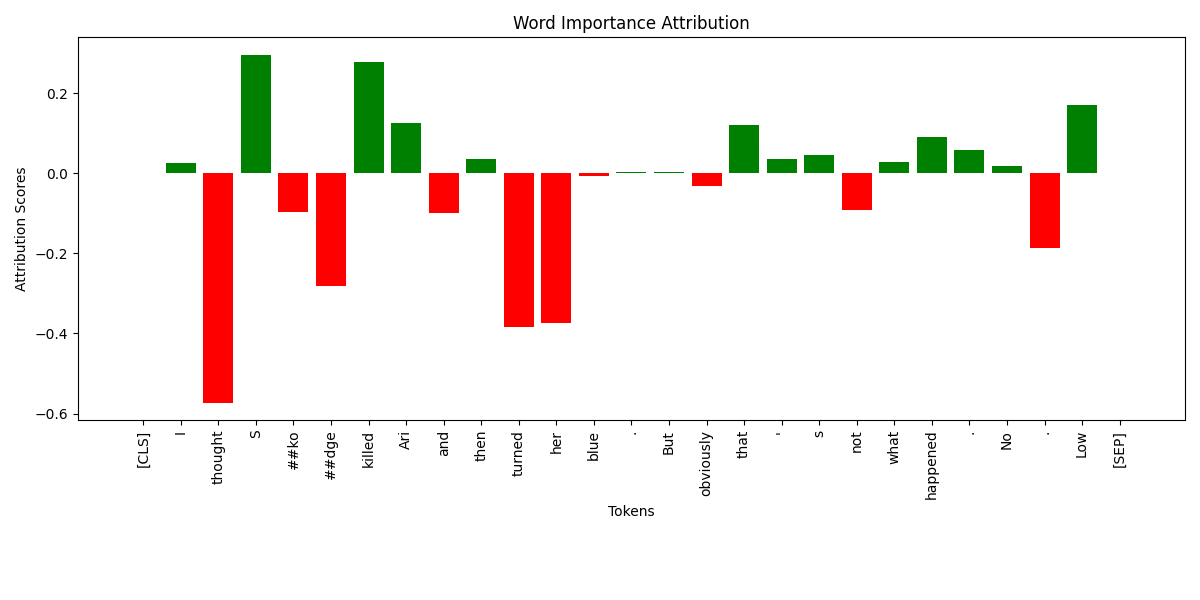 Word Importance Attribution
Attribution Scores
0.2
0.0
−0.2
−0.4
−0.6
[CLS]
I
thought
S
##ko
##dge
killed
Ari
and
then
turned
her
blue
.
But
obviously
that
'
s
not
what
happened
.
No
.
Low
[SEP]
Tokens